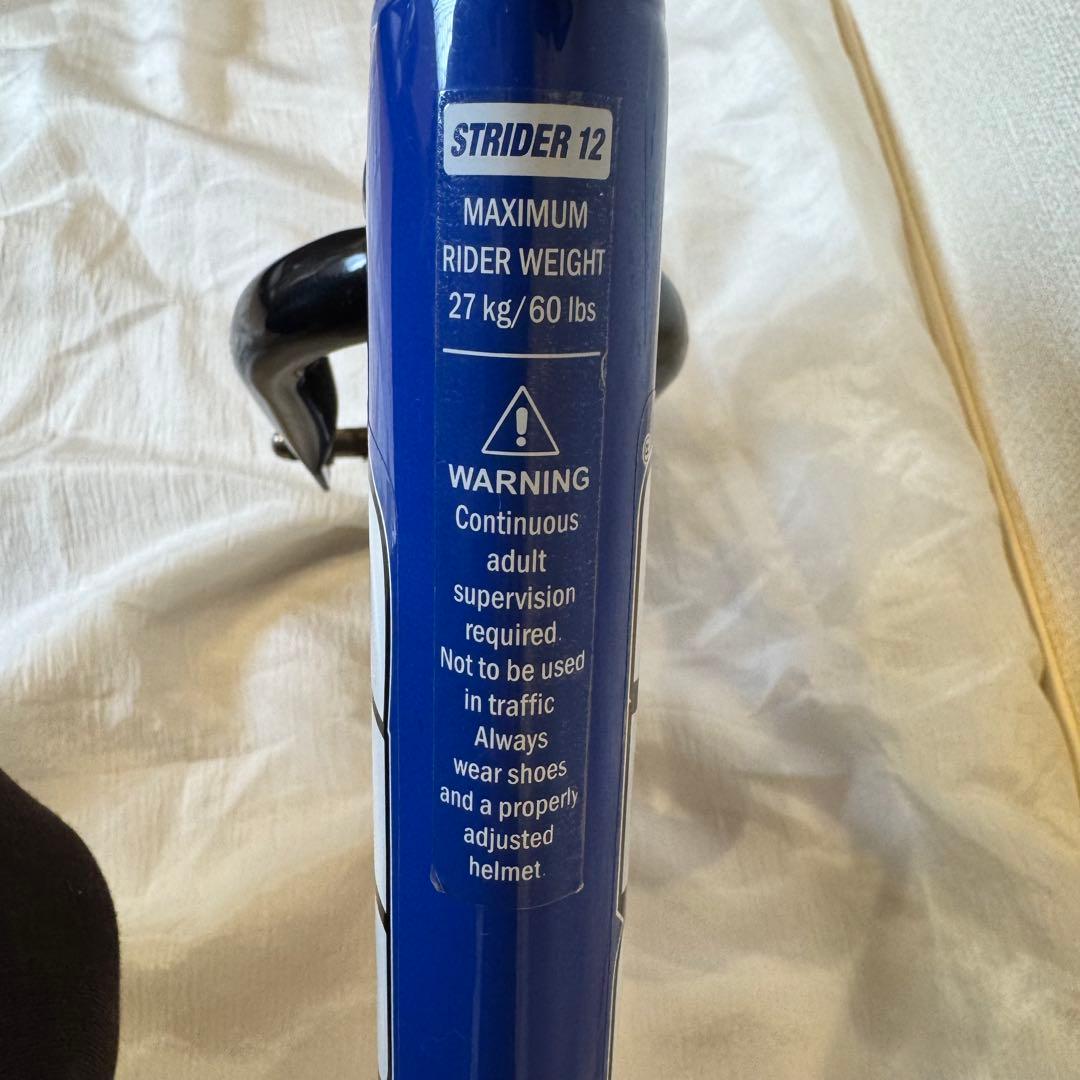 STRIDER 12
MAXIMUM
RIDER WEIGHT
27 kg/60 lbs
WARNING
Continuous
adult
supervision
required.
Not to be used
in traffic
Always
wear shoes
and a properly
adjusted
helmet.